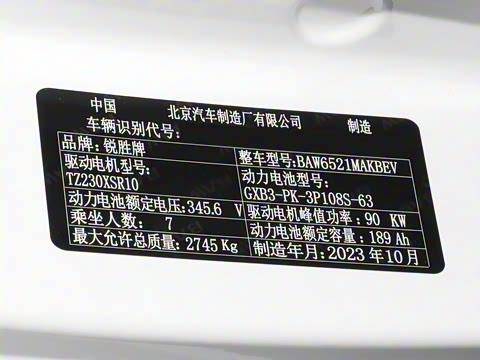 中国 北京汽车制造厂有限公司 制造
车辆识别代号:
品牌: 锐胜牌 整车型号: BAW6521MAKBEV
驱动电机型号: 动力电池型号:
TZ230XSR10 GXB3-PK-3P108S-63
动力电池额定电压: 345.6 V 驱动电机峰值功率: 90 KW
乘坐人数: 7 动力电池额定容量: 189 Ah
最大允许总质量: 2745 Kg 制造年月: 2023 年 10 月